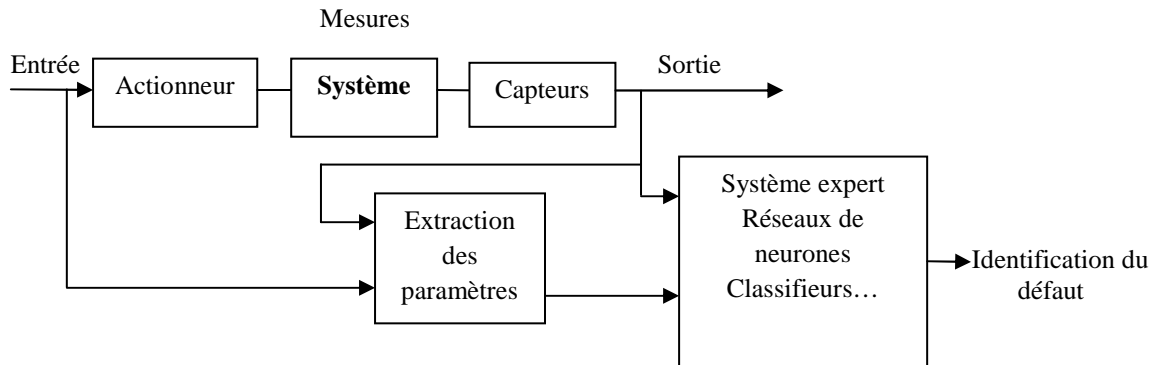 Mesures
Entrée
Actionneur
Système
Capteurs
Sortie
Extraction
des
paramètres
Système expert
Réseaux de
neurones
Classifieurs…
Identification du
défaut